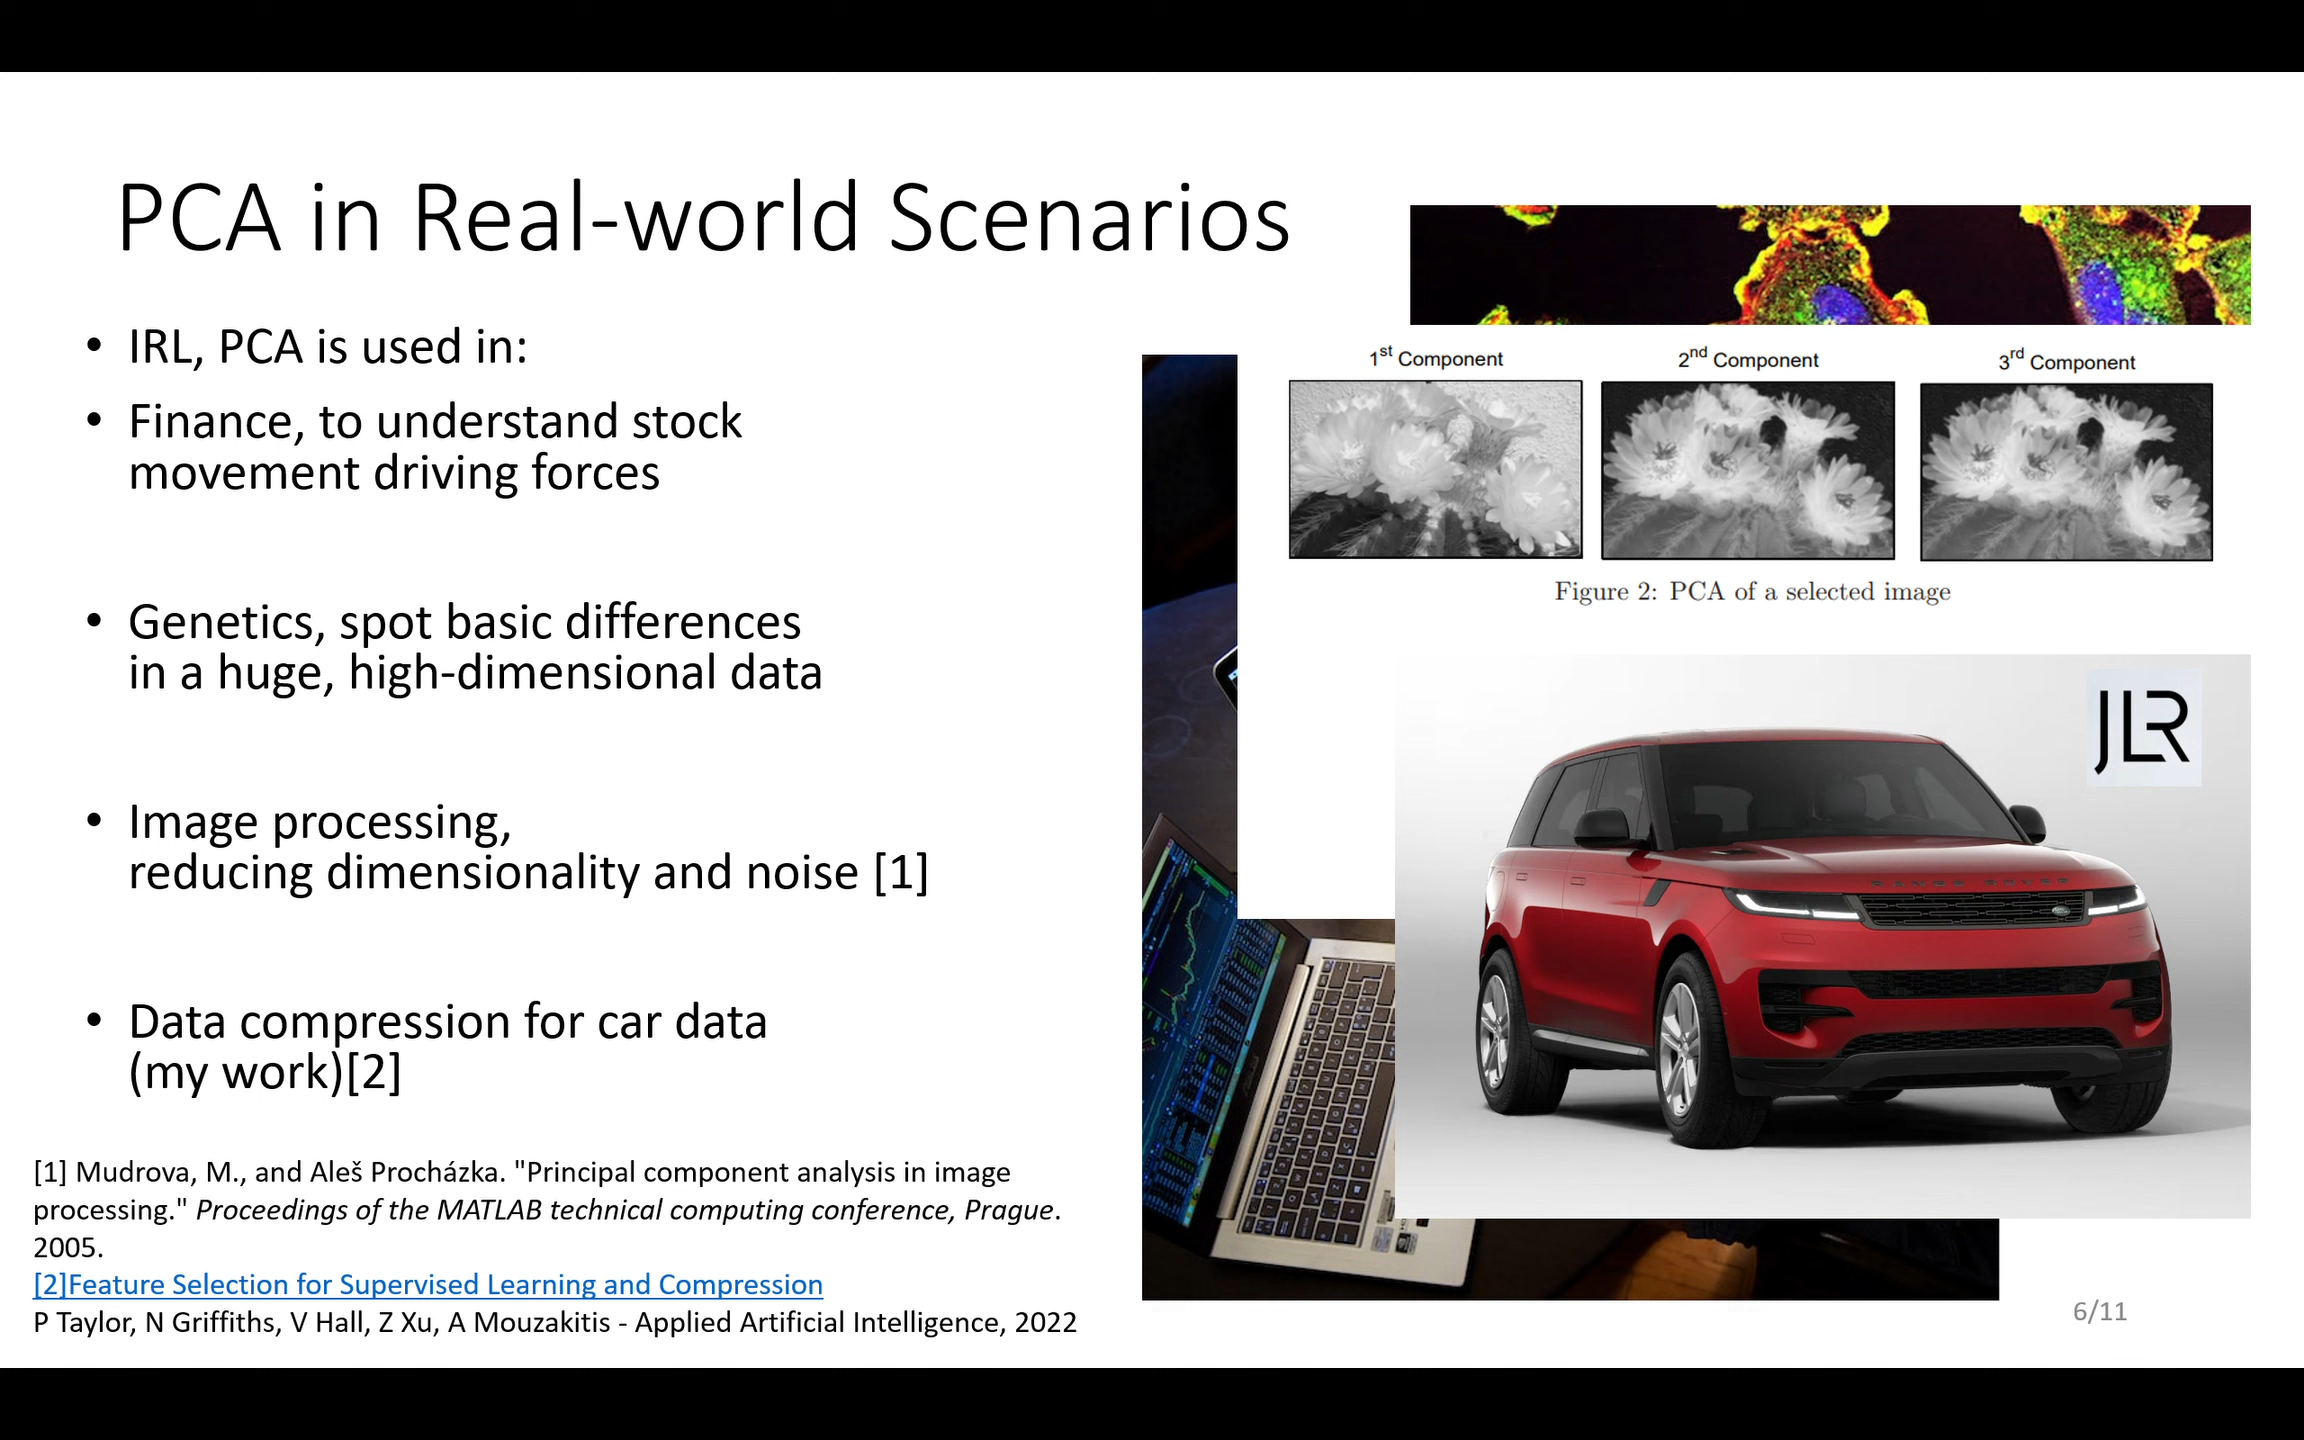 PCA in Real-world Scenarios
• IRL, PCA is used in:
• Finance, to understand stock
movement driving forces
• Genetics, spot basic differences
in a huge, high-dimensional data
• Image processing,
reducing dimensionality and noise [1]
• Data compression for car data
(my work)[2]
[1] Mudrova, M., and Aleš Procházka. "Principal component analysis in image
processing." Proceedings of the MATLAB technical computing conference, Prague.
2005.
[2]Feature Selection for Supervised Learning and Compression
P Taylor, N Griffiths, V Hall, Z Xu, A Mouzakitis - Applied Artificial Intelligence, 2022
1st Component
2nd Component
3rd Component
Figure 2: PCA of a selected image
JLR
RANGE ROVER
6/11